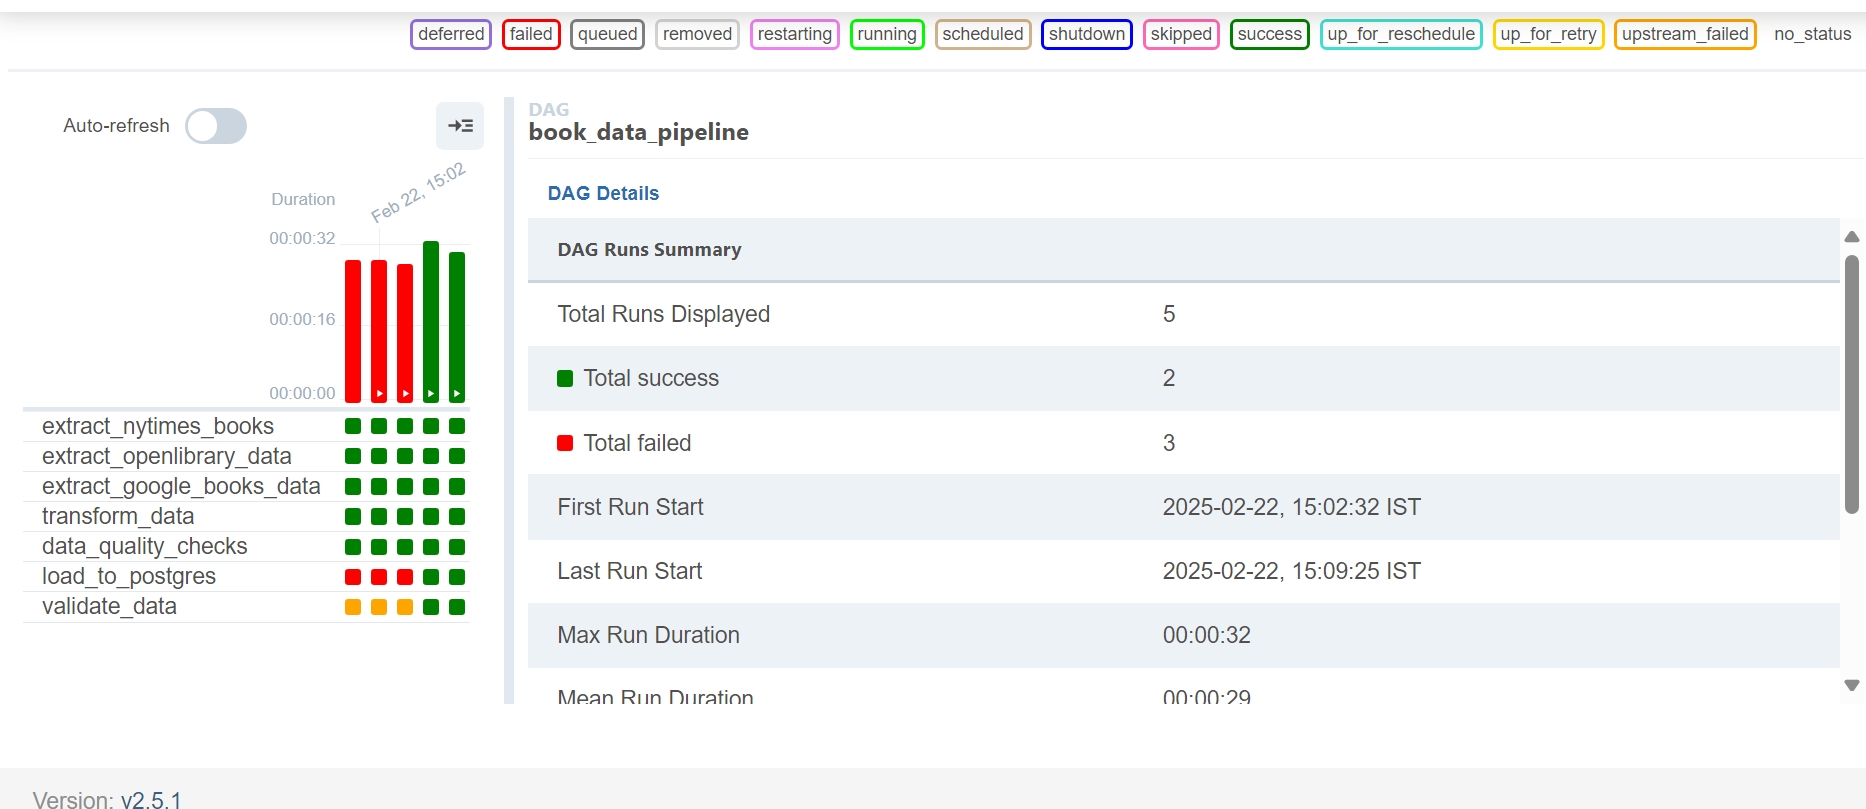 deferred failed queued removed restarting running scheduled shutdown skipped success up_for_reschedule up_for_retry upstream_failed no_status
Auto-refresh
Feb 22, 15:02
Duration
00:00:32
00:00:16
00:00:00
extract_nytimes_books
extract_openlibrary_data
extract_google_books_data
transform_data
data_quality_checks
load_to_postgres
validate_data
DAG
book_data_pipeline
DAG Details
DAG Runs Summary
Total Runs Displayed 5
Total success 2
Total failed 3
First Run Start 2025-02-22, 15:02:32 IST
Last Run Start 2025-02-22, 15:09:25 IST
Max Run Duration 00:00:32
Mean Run Duration 00:00:29
Version: v2.5.1